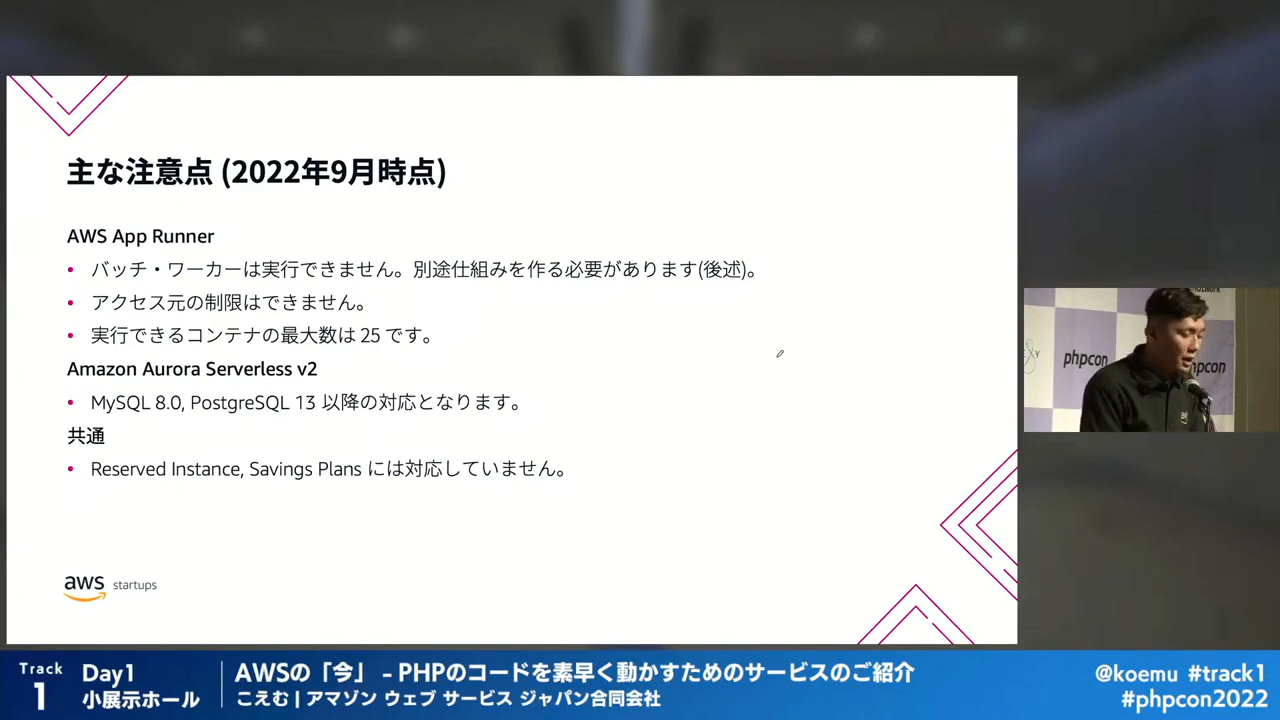 主な注意点 (2022年9月時点)
AWS App Runner
• バッチ・ワーカーは実行できません。別途仕組みを作る必要があります(後述)。
• アクセス元の制限はできません。
• 実行できるコンテナの最大数は 25 です。
Amazon Aurora Serverless v2
• MySQL 8.0, PostgreSQL 13 以降の対応となります。
共通
• Reserved Instance, Savings Plans には対応していません。
aws startups
phpcon
phpcon
Track 1
Day1
小展示ホール
AWSの「今」 – PHPのコードを素早く動かすためのサービスのご紹介
こえむ | アマゾン ウェブ サービス ジャパン合同会社
@koemu #track1
#phpcon2022